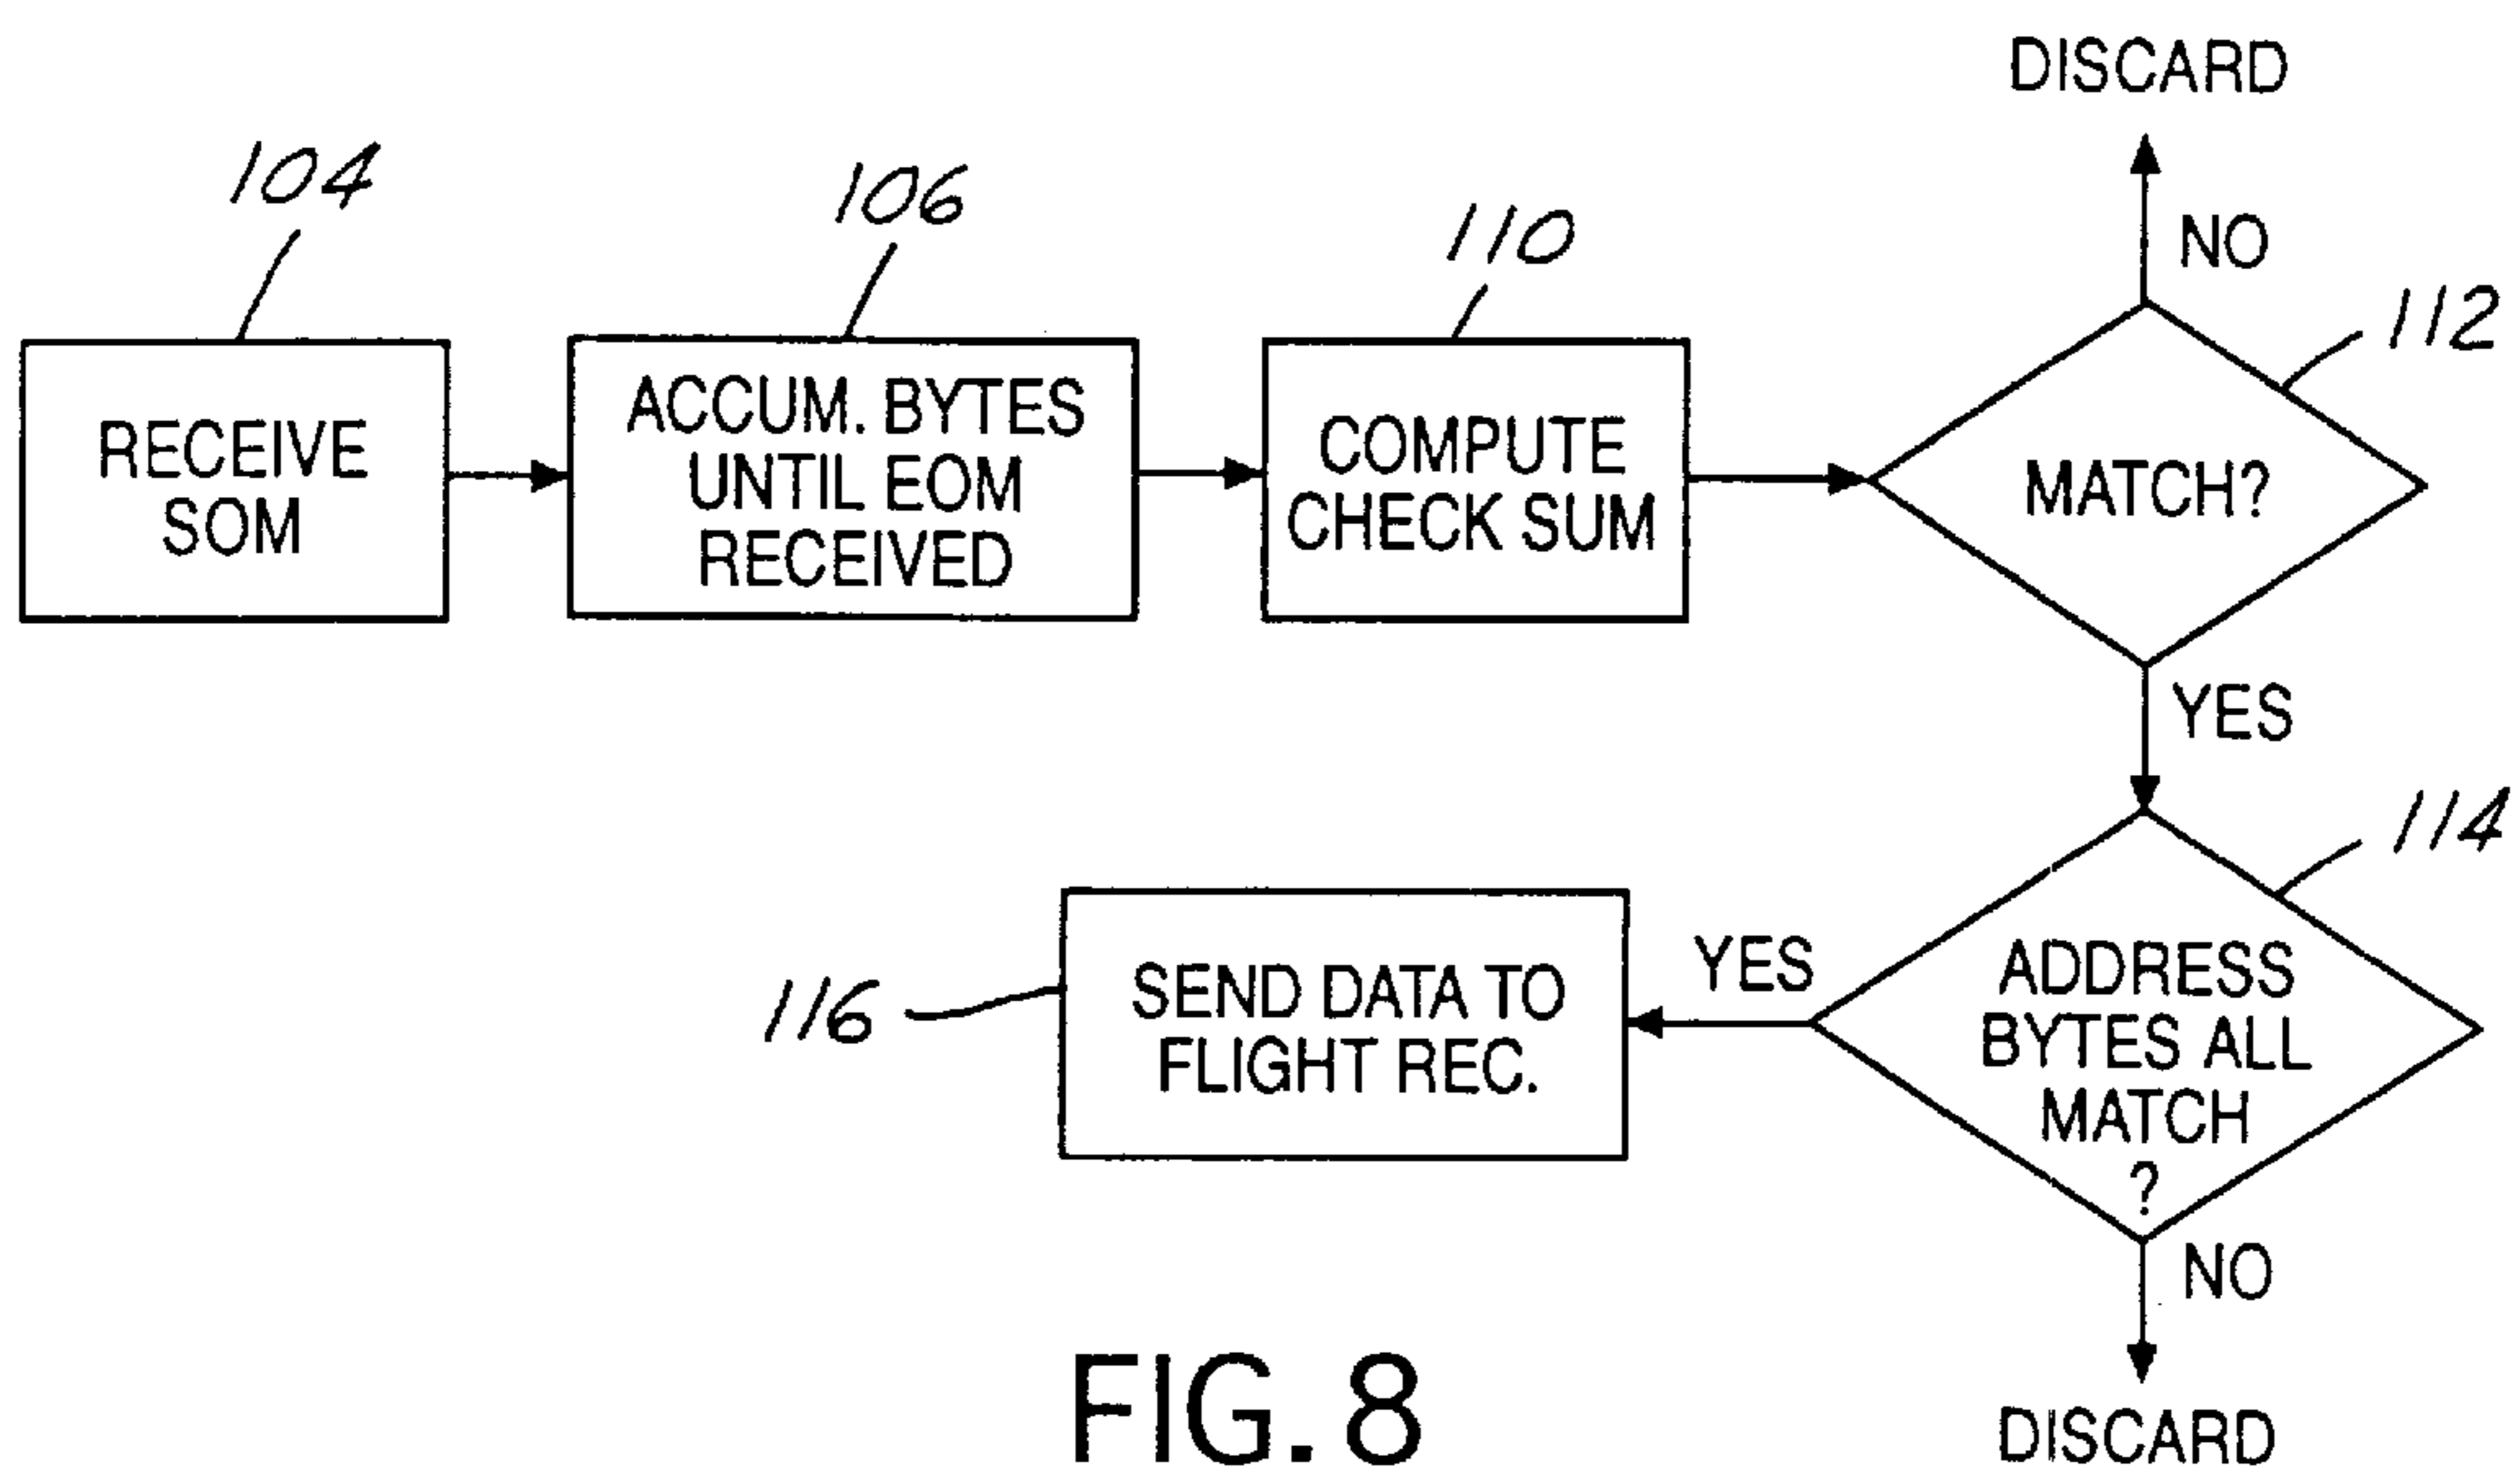 DISCARD
NO
104
106
110
112
RECEIVE
SOM
ACCUM. BYTES
UNTIL EOM
RECEIVED
COMPUTE
CHECK SUM
MATCH?
YES
114
116
SEND DATA TO
FLIGHT REC.
YES
ADDRESS
BYTES ALL
MATCH
?
NO
DISCARD
FIG. 8